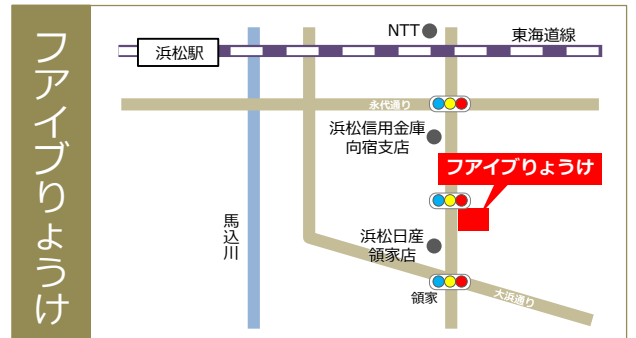 フアイブりょうけ
NTT
東海道線
浜松駅
永代通り
浜松信用金庫
向宿支店
フアイブりょうけ
馬込川
浜松日産
領家店
領家
大浜通り